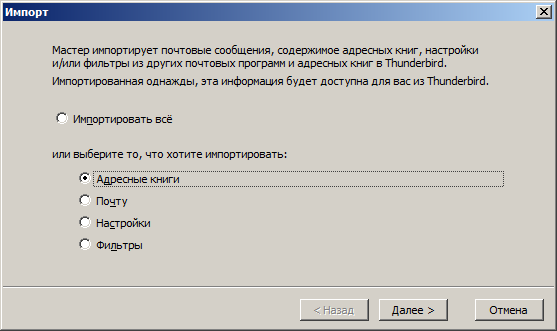 Импорт
Мастер импортирует почтовые сообщения, содержимое адресных книг, настройки
и/или фильтры из других почтовых программ и адресных книг в Thunderbird.
Импортированная однажды, эта информация будет доступна для вас из Thunderbird.
Импортировать всё
или выберите то, что хотите импортировать:
Адресные книги
Почту
Настройки
Фильтры
< Назад Далее > Отмена